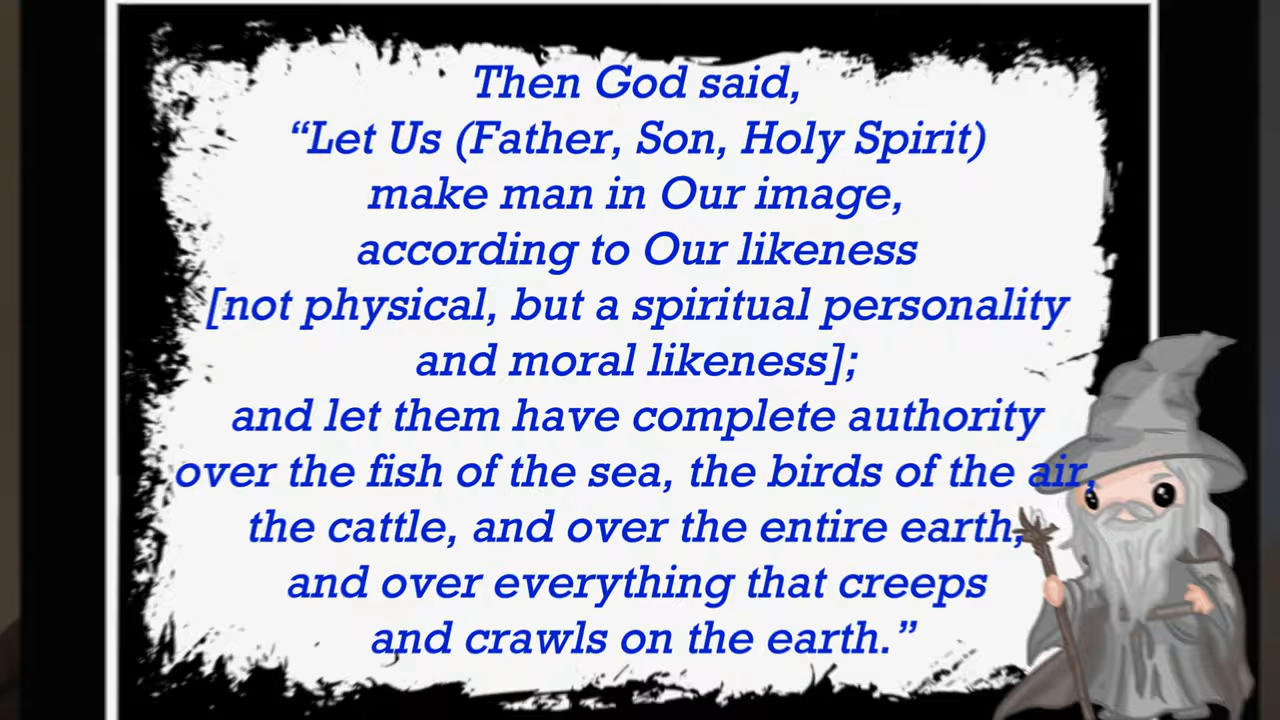 Then God said,
“Let Us (Father, Son, Holy Spirit)
make man in Our image,
according to Our likeness
[not physical, but a spiritual personality
and moral likeness];
and let them have complete authority
over the fish of the sea, the birds of the air,
the cattle, and over the entire earth,
and over everything that creeps
and crawls on the earth.”